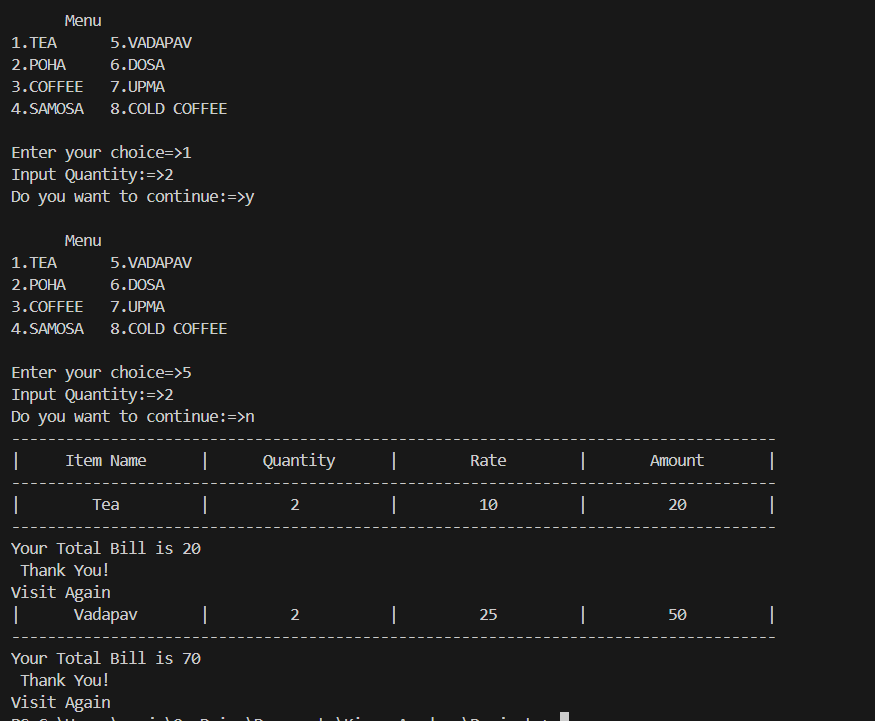 Menu
1.TEA 5.VADAPAV
2.POHA 6.DOSA
3.COFFEE 7.UPMA
4.SAMOSA 8.COLD COFFEE
Enter your choice=>1
Input Quantity:=>2
Do you want to continue:=>y
Menu
1.TEA 5.VADAPAV
2.POHA 6.DOSA
3.COFFEE 7.UPMA
4.SAMOSA 8.COLD COFFEE
Enter your choice=>5
Input Quantity:=>2
Do you want to continue:=>n
-------------------------------------------------------------------------------------
| Item Name | Quantity | Rate | Amount |
-------------------------------------------------------------------------------------
| Tea | 2 | 10 | 20 |
-------------------------------------------------------------------------------------
Your Total Bill is 20
Thank You!
Visit Again
| Vadapav | 2 | 25 | 50 |
-------------------------------------------------------------------------------------
Your Total Bill is 70
Thank You!
Visit Again